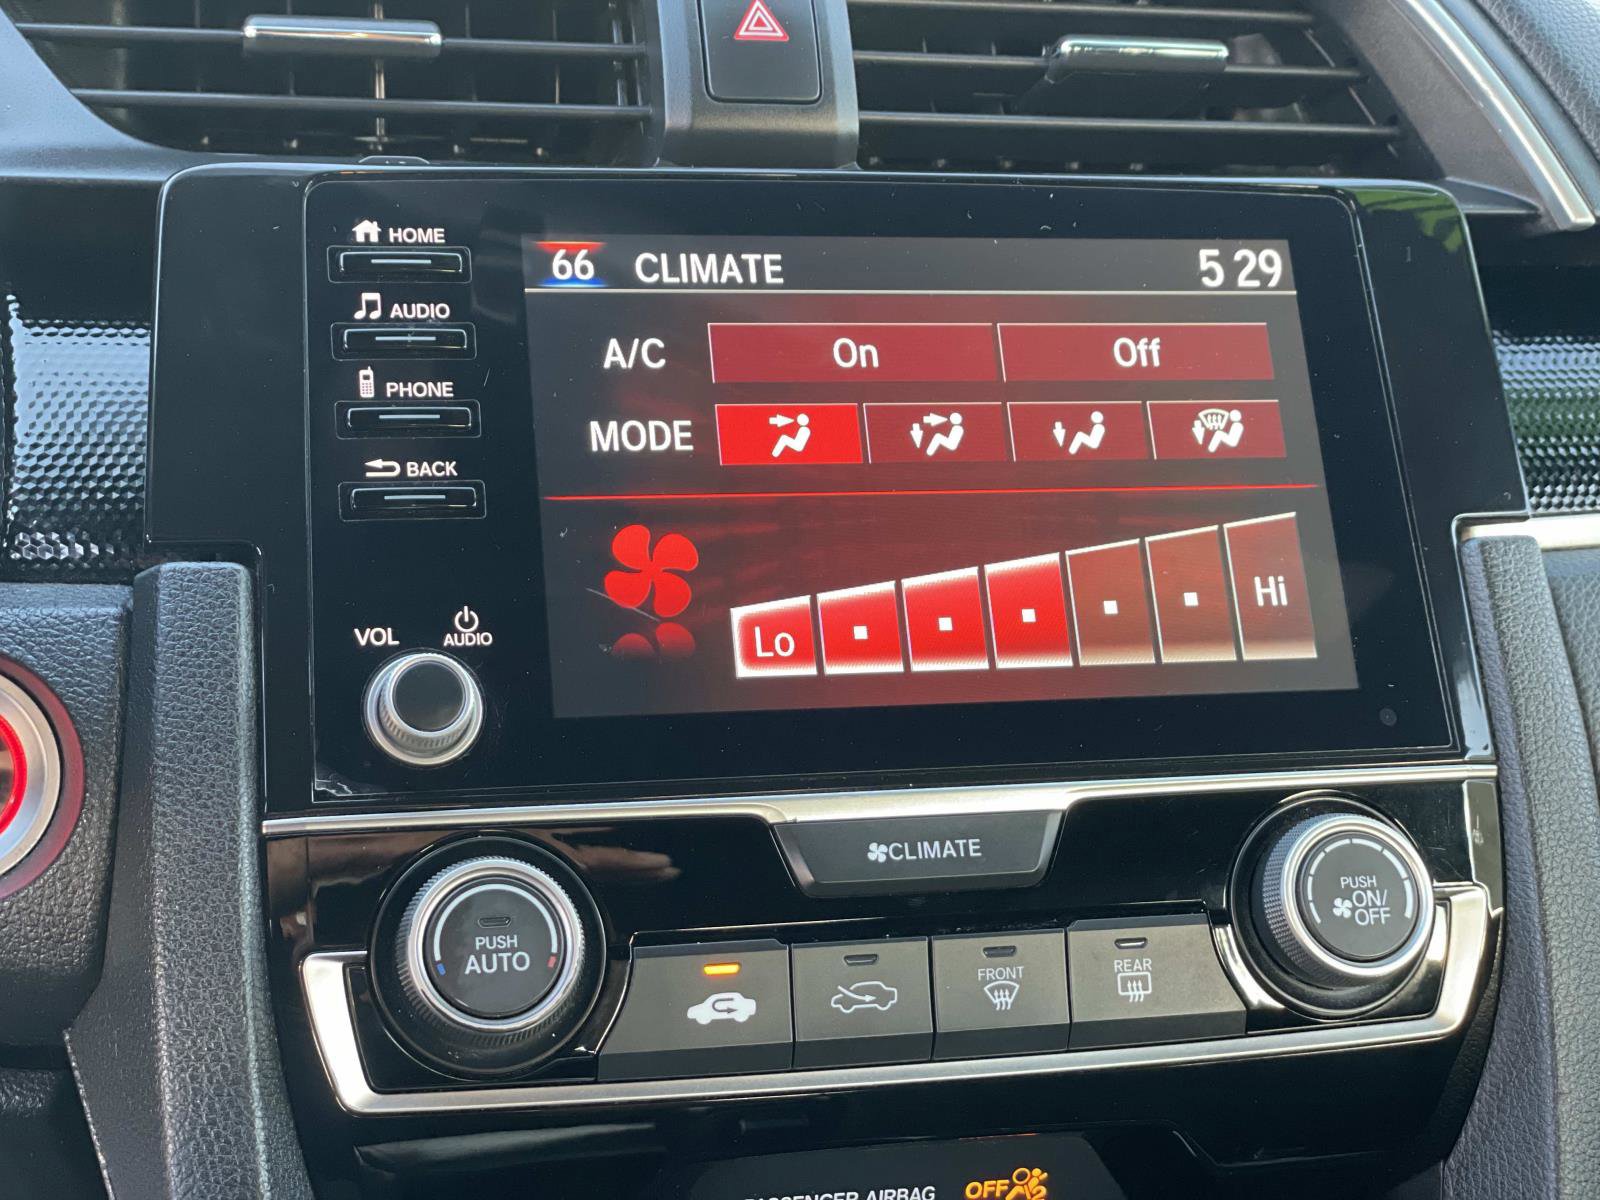 HOME
AUDIO
PHONE
BACK
VOL
AUDIO
66 CLIMATE 5 29
A/C On Off
MODE
Lo Hi
CLIMATE
PUSH
AUTO
FRONT
REAR
PUSH
ON/
OFF
PASSENGER AIRBAG OFF